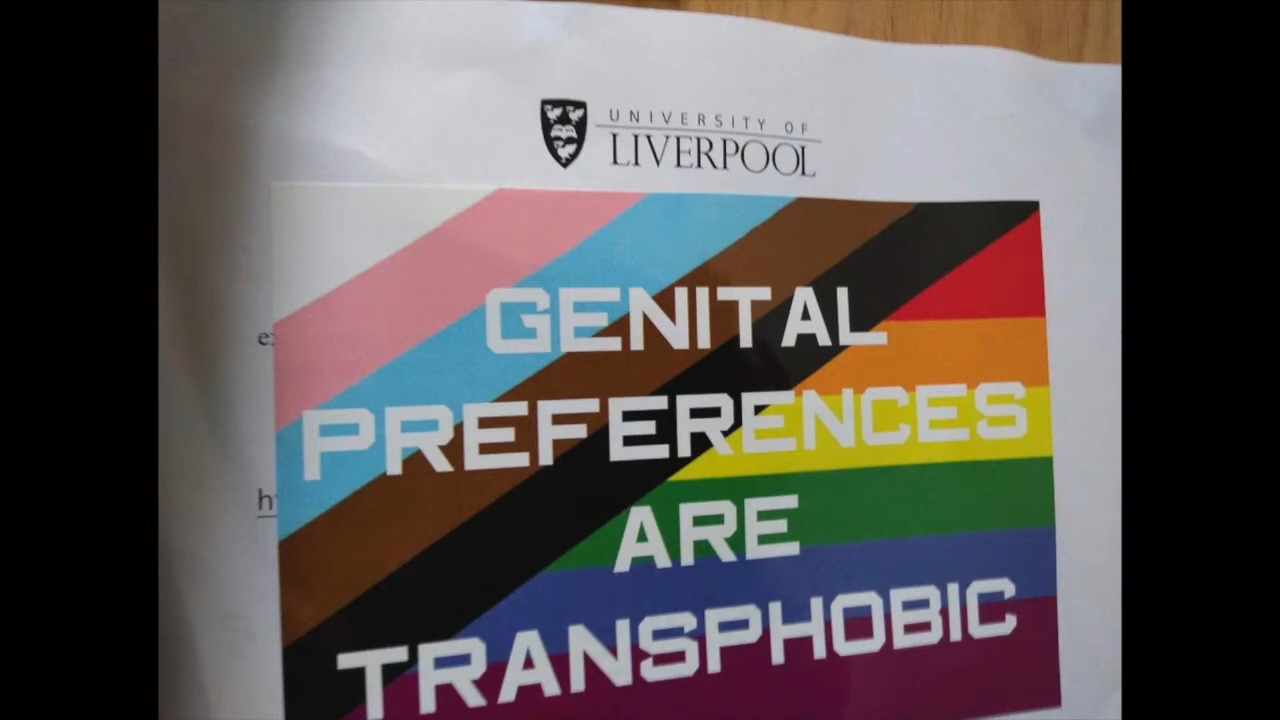 UNIVERSITY OF
LIVERPOOL
GENITAL
PREFERENCES
ARE
TRANSPHOBIC